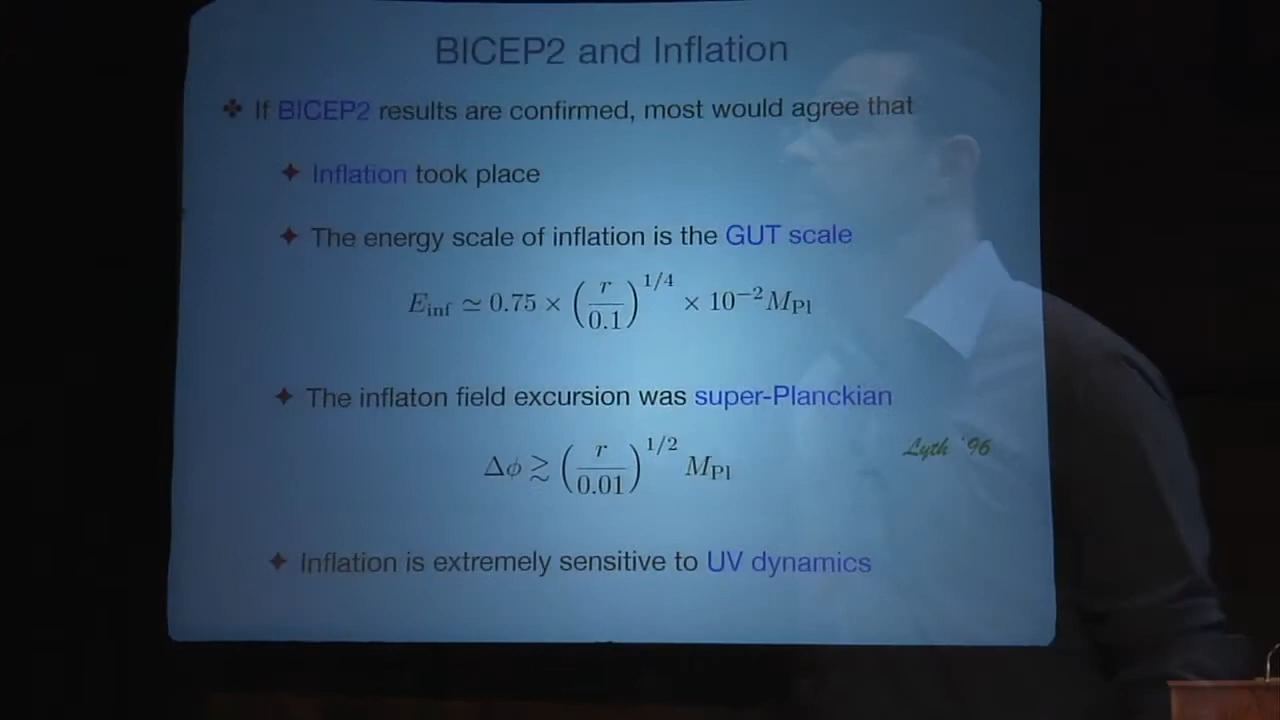 BICEP2 and Inflation
✤ If BICEP2 results are confirmed, most would agree that
✦ Inflation took place
✦ The energy scale of inflation is the GUT scale
E_inf ≃ 0.75 × (r/0.1)^{1/4} × 10^{−2} M_Pl
✦ The inflaton field excursion was super-Planckian
Lyth '96
Δϕ ≳ (r/0.01)^{1/2} M_Pl
✦ Inflation is extremely sensitive to UV dynamics